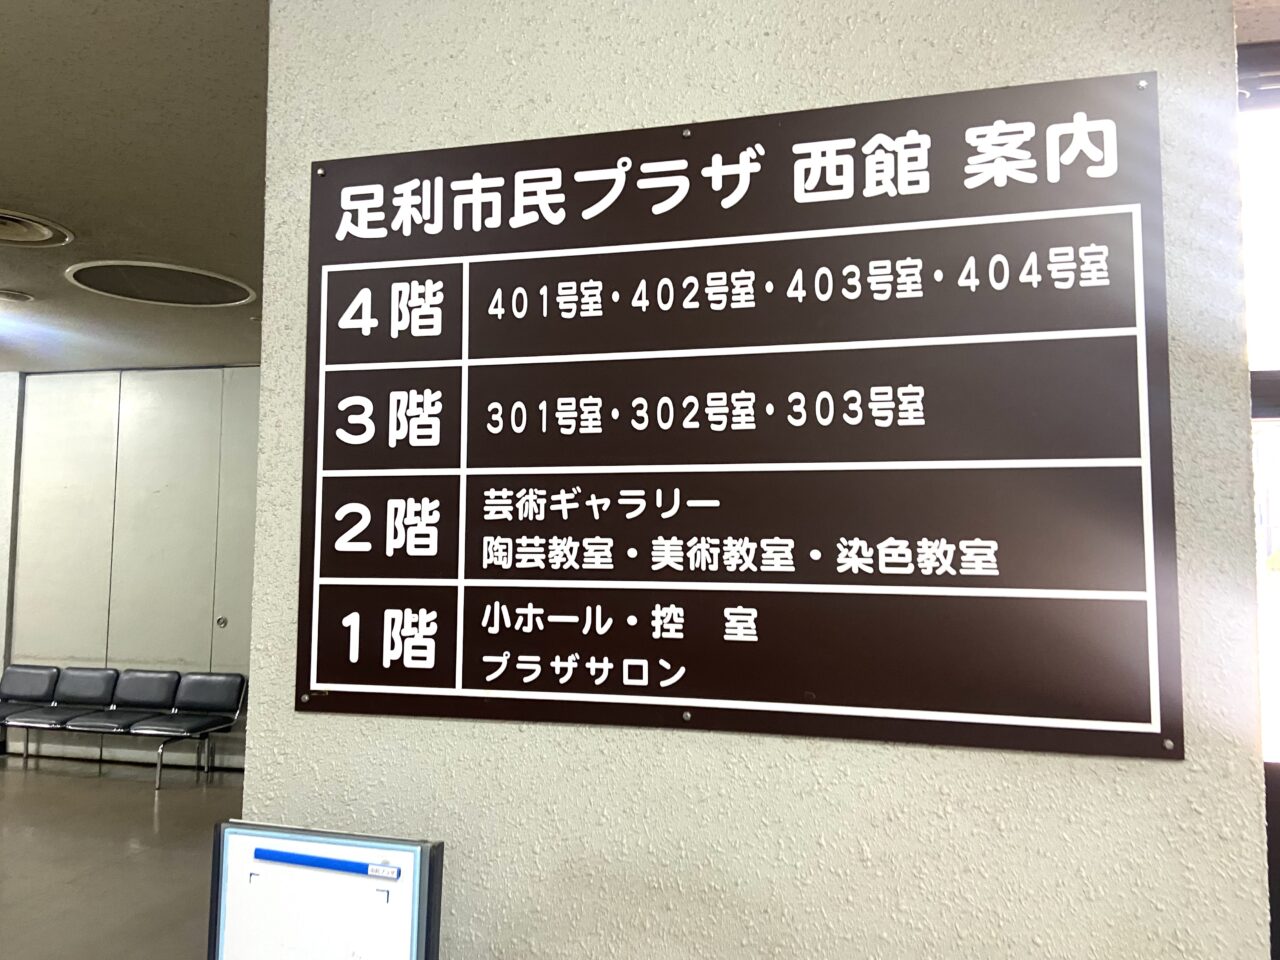 足利市民プラザ 西館 案内
4階 401号室・402号室・403号室・404号室
3階 301号室・302号室・303号室
2階 芸術ギャラリー
陶芸教室・美術教室・染色教室
1階 小ホール・控　室
プラザサロン